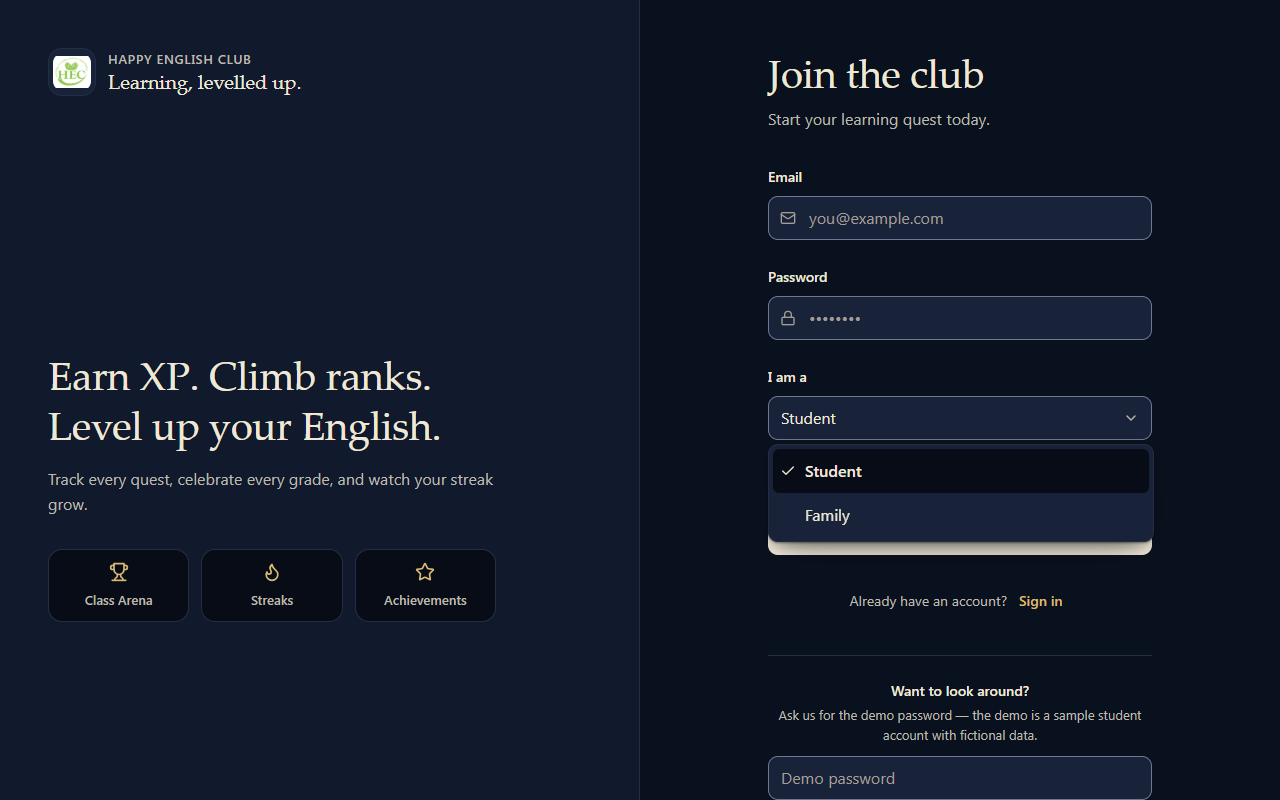 HEC
HAPPY ENGLISH CLUB
Learning, levelled up.
Earn XP. Climb ranks.
Level up your English.
Track every quest, celebrate every grade, and watch your streak
grow.
Class Arena
Streaks
Achievements
Join the club
Start your learning quest today.
Email
you@example.com
Password
••••••••
I am a
Student
Student
Family
Already have an account? Sign in
Want to look around?
Ask us for the demo password — the demo is a sample student
account with fictional data.
Demo password